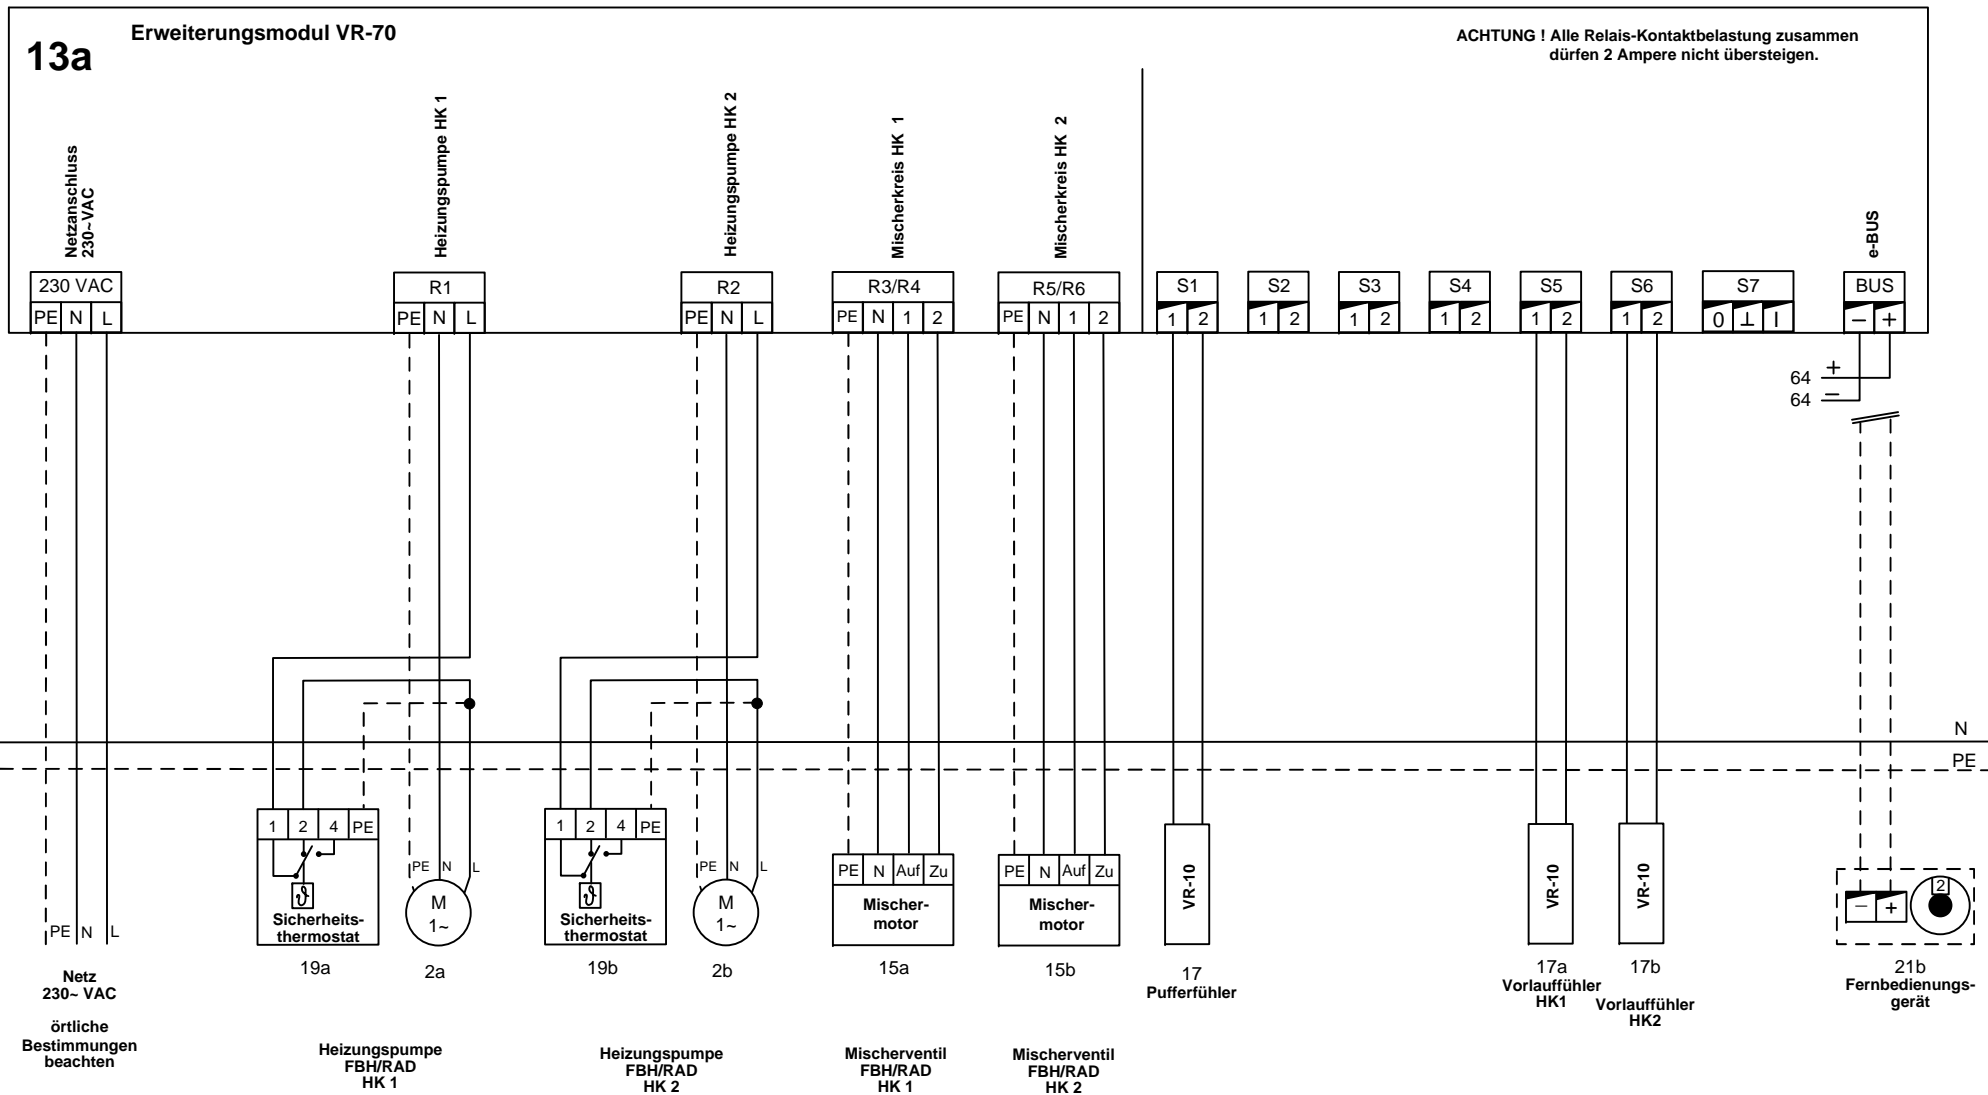 13a
Erweiterungsmodul VR-70
ACHTUNG ! Alle Relais-Kontaktbelastung zusammen
dürfen 2 Ampere nicht übersteigen.
Netzanschluss
230~VAC
Heizungspumpe HK 1
Heizungspumpe HK 2
Mischerkreis HK 1
Mischerkreis HK 2
e-BUS
230 VAC
PE N L
R1
PE N L
R2
PE N L
R3/R4
PE N 1 2
R5/R6
PE N 1 2
S1
1 2
S2
1 2
S3
1 2
S4
1 2
S5
1 2
S6
1 2
S7
0 ⊥ I
BUS
− +
64 +
64 −
N
PE
PE N L
Netz
230~ VAC
örtliche
Bestimmungen
beachten
1 2 4 PE
ϑ
Sicherheits-
thermostat
19a
PE N L
M
1~
2a
Heizungspumpe
FBH/RAD
HK 1
1 2 4 PE
ϑ
Sicherheits-
thermostat
19b
PE N L
M
1~
2b
Heizungspumpe
FBH/RAD
HK 2
PE N Auf Zu
Mischer-
motor
15a
Mischerventil
FBH/RAD
HK 1
PE N Auf Zu
Mischer-
motor
15b
Mischerventil
FBH/RAD
HK 2
VR-10
17
Pufferfühler
VR-10
17a
Vorlauffühler
HK1
VR-10
17b
Vorlauffühler
HK2
− +
2
21b
Fernbedienungs-
gerät